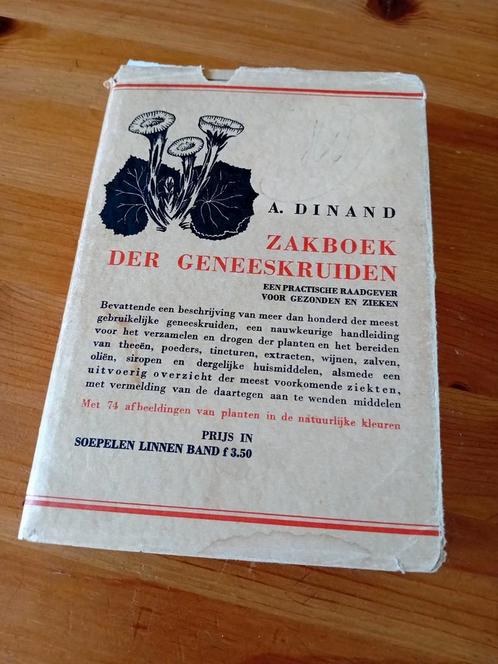 A. DINAND
ZAKBOEK
DER GENEESKRUIDEN
EEN PRACTISCHE RAADGEVER
VOOR GEZONDEN EN ZIEKEN
Bevattende een beschrijving van meer dan honderd der meest
gebruikelijke geneeskruiden, een nauwkeurige handleiding
voor het verzamelen en drogen der planten en het bereiden
van theeën, poeders, tincturen, extracten, wijnen, zalven,
oliën, siropen en dergelijke huismiddelen, alsmede een
uitvoerig overzicht der meest voorkomende ziekten,
met vermelding van de daartegen aan te wenden middelen
Met 74 afbeeldingen van planten in de natuurlijke kleuren
PRIJS IN
SOEPELEN LINNEN BAND f 3.50